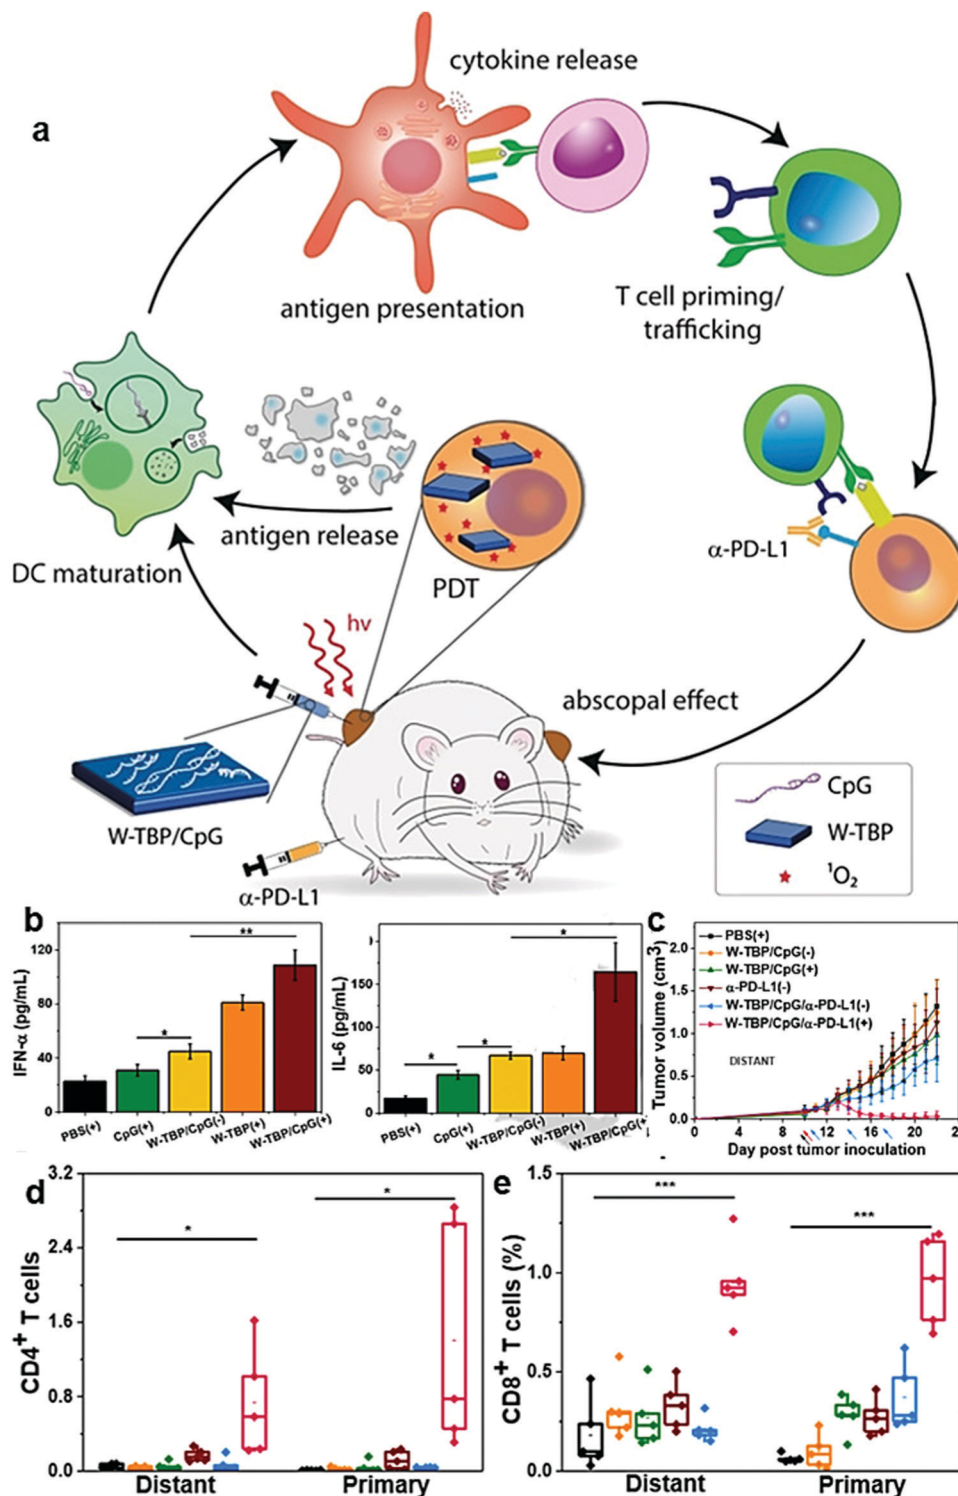 a
cytokine release
antigen presentation
T cell priming/
trafficking
antigen release
DC maturation
PDT
α-PD-L1
hv
abscopal effect
W-TBP/CpG
α-PD-L1
CpG
W-TBP
¹O₂
b
IFN-α (pg/mL)
120
80
40
0
**
*
PBS(+)
CpG(+)
W-TBP/CpG(-)
W-TBP(+)
W-TBP/CpG(+)
IL-6 (pg/mL)
150
100
50
0
*
*
*
PBS(+)
CpG(+)
W-TBP/CpG(-)
W-TBP(+)
W-TBP/CpG(+)
c
Tumor volume (cm³)
2.0
1.5
1.0
0.5
0.0
PBS(+)
W-TBP/CpG(-)
W-TBP/CpG(+)
α-PD-L1(-)
W-TBP/CpG/α-PD-L1(-)
W-TBP/CpG/α-PD-L1(+)
DISTANT
0 4 8 12 16 20 2
Day post tumor inoculation
d
CD4⁺ T cells
3.2
2.4
1.6
0.8
0.0
*
*
Distant Primary
e
CD8⁺ T cells (%)
1.5
1.0
0.5
0.0
***
***
Distant Primary